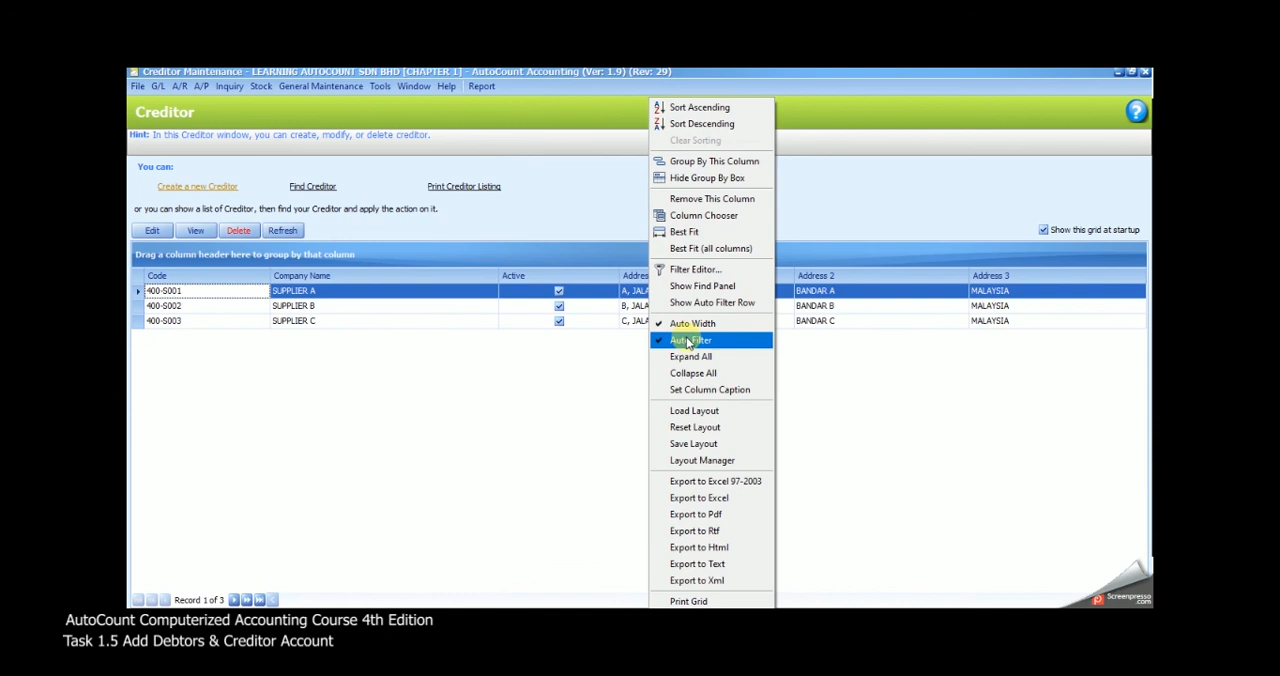 Creditor Maintenance - LEARNING AUTOCOUNT SDN BHD [CHAPTER 1] - AutoCount Accounting (Ver: 1.9) (Rev: 29)
File G/L A/R A/P Inquiry Stock General Maintenance Tools Window Help Report
Creditor
Hint: In this Creditor window, you can create, modify, or delete creditor.
You can:
Create a new Creditor Find Creditor Print Creditor Listing
or you can show a list of Creditor, then find your Creditor and apply the action on it.
Edit View Delete Refresh Show this grid at startup
Drag a column header here to group by that column
Code Company Name Active Addres Address 2 Address 3
400-S001 SUPPLIER A A, JALA BANDAR A MALAYSIA
400-S002 SUPPLIER B B, JALA BANDAR B MALAYSIA
400-S003 SUPPLIER C C, JALA BANDAR C MALAYSIA
Sort Ascending
Sort Descending
Clear Sorting
Group By This Column
Hide Group By Box
Remove This Column
Column Chooser
Best Fit
Best Fit (all columns)
Filter Editor...
Show Find Panel
Show Auto Filter Row
Auto Width
Auto Filter
Expand All
Collapse All
Set Column Caption
Load Layout
Reset Layout
Save Layout
Layout Manager
Export to Excel 97-2003
Export to Excel
Export to Pdf
Export to Rtf
Export to Html
Export to Text
Export to Xml
Print Grid
Record 1 of 3
Screenpresso
.com
AutoCount Computerized Accounting Course 4th Edition
Task 1.5 Add Debtors & Creditor Account